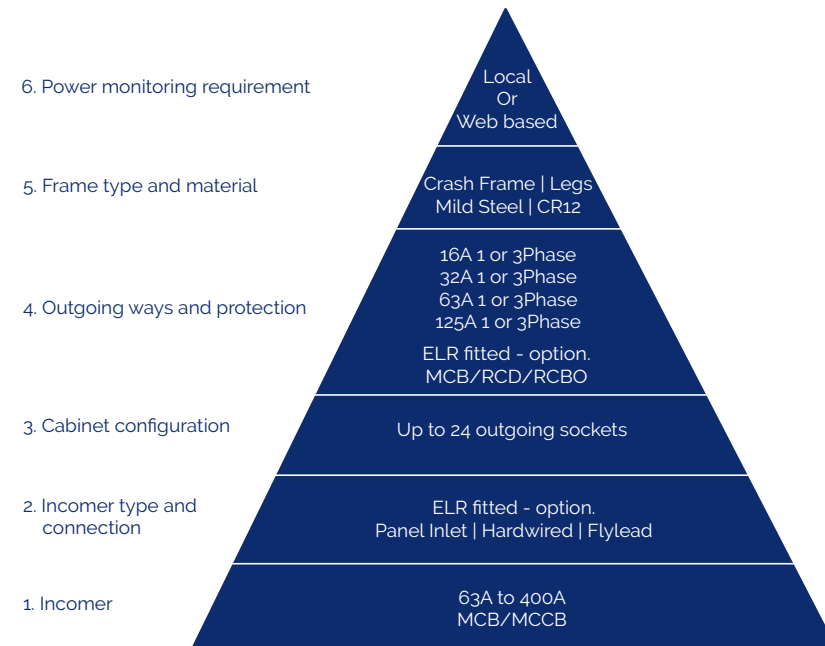 6. Power monitoring requirement
Local
Or
Web based
5. Frame type and material
Crash Frame | Legs
Mild Steel | CR12
4. Outgoing ways and protection
16A 1 or 3Phase
32A 1 or 3Phase
63A 1 or 3Phase
125A 1 or 3Phase
ELR fitted - option.
MCB/RCD/RCBO
3. Cabinet configuration
Up to 24 outgoing sockets
2. Incomer type and
connection
ELR fitted - option.
Panel Inlet | Hardwired | Flylead
1. Incomer
63A to 400A
MCB/MCCB